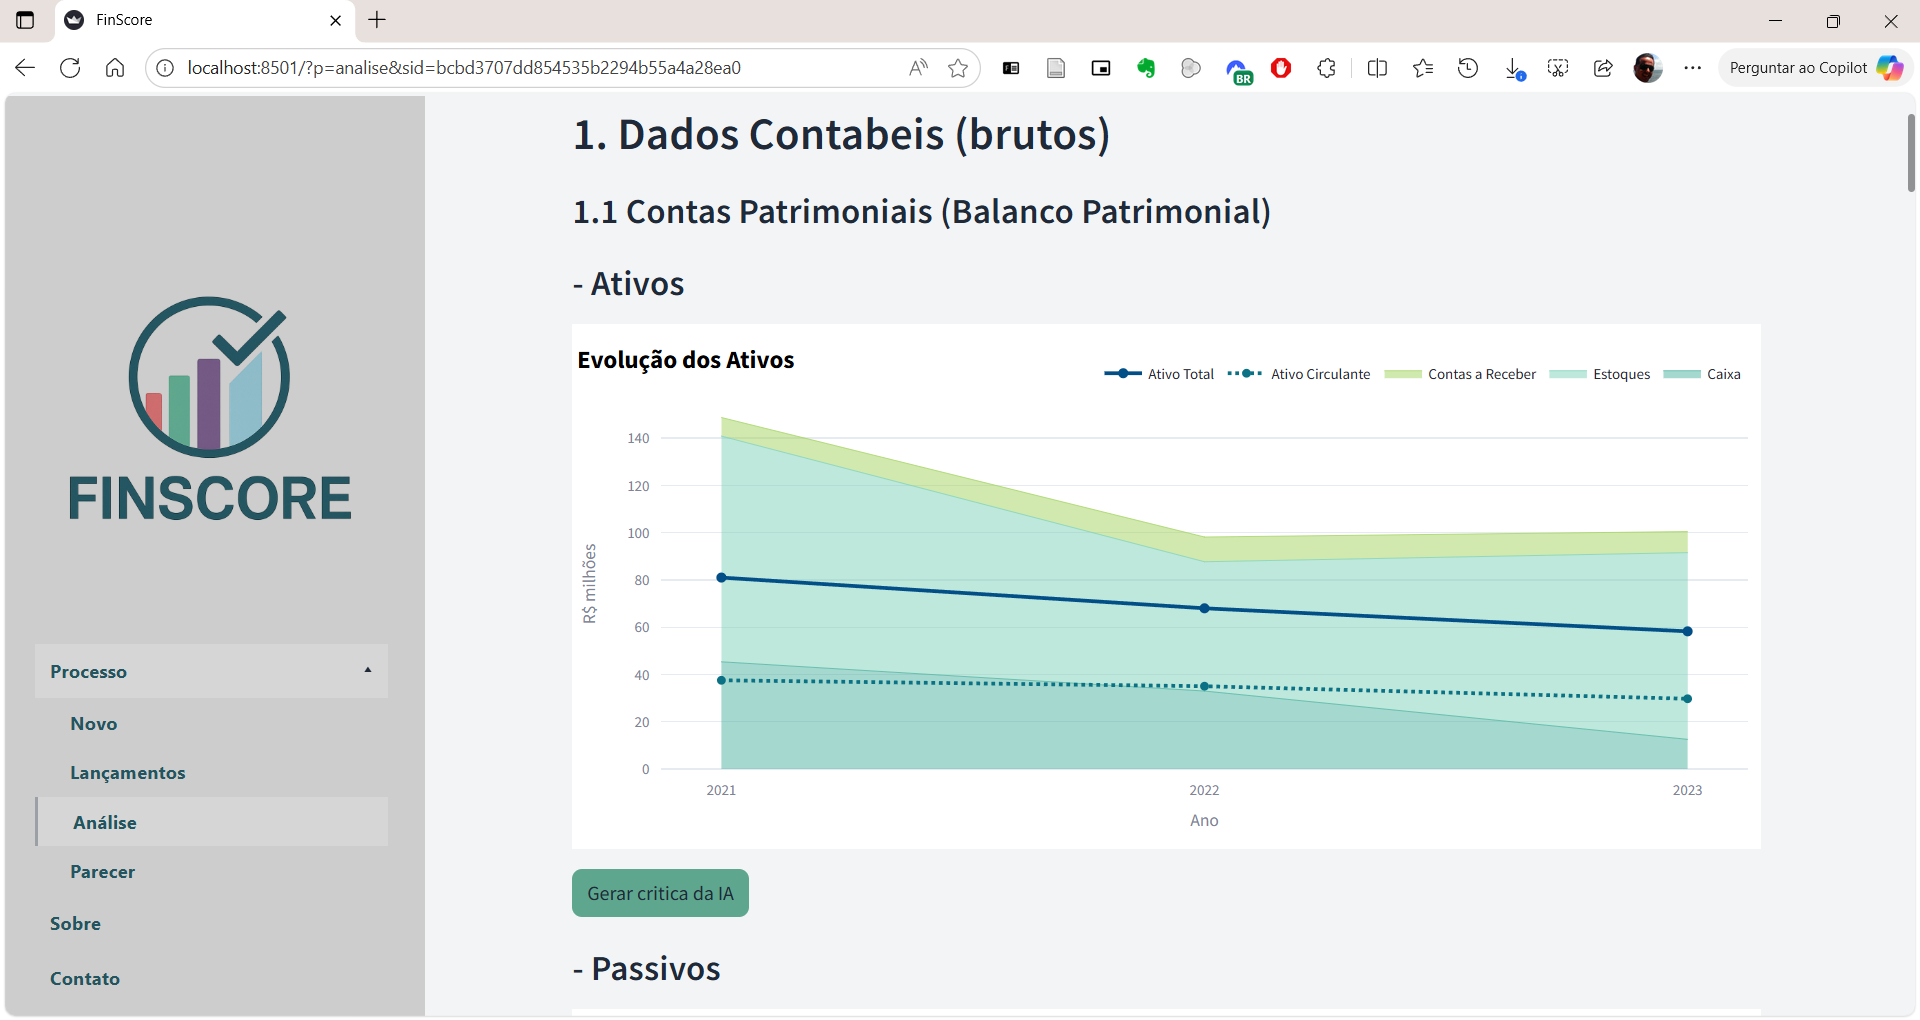 FinScore
localhost:8501/?p=analise&sid=bcbd3707dd854535b2294b55a4a28ea0
BR
Perguntar ao Copilot
FINSCORE
Processo
Novo
Lançamentos
Análise
Parecer
Sobre
Contato
1. Dados Contabeis (brutos)
1.1 Contas Patrimoniais (Balanco Patrimonial)
- Ativos
Evolução dos Ativos
Ativo Total
Ativo Circulante
Contas a Receber
Estoques
Caixa
R$ milhões
140
120
100
80
60
40
20
0
2021
2022
2023
Ano
Gerar critica da IA
- Passivos